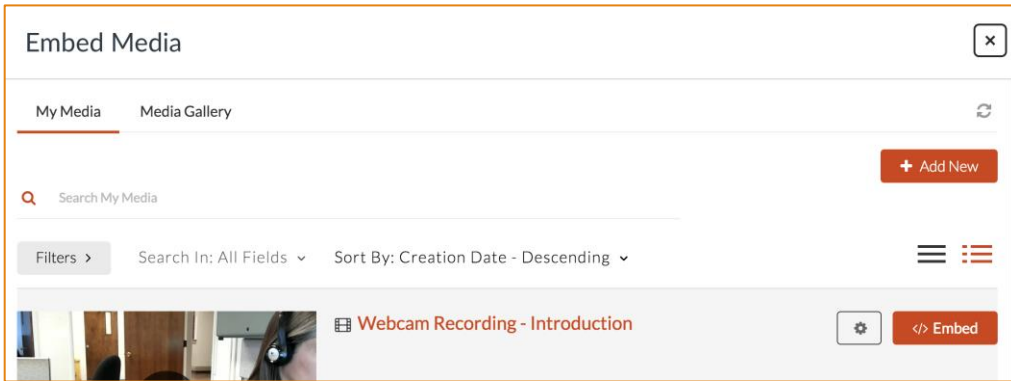 Embed Media
My Media Media Gallery
+ Add New
Search My Media
Filters > Search In: All Fields Sort By: Creation Date - Descending
Webcam Recording - Introduction
</> Embed